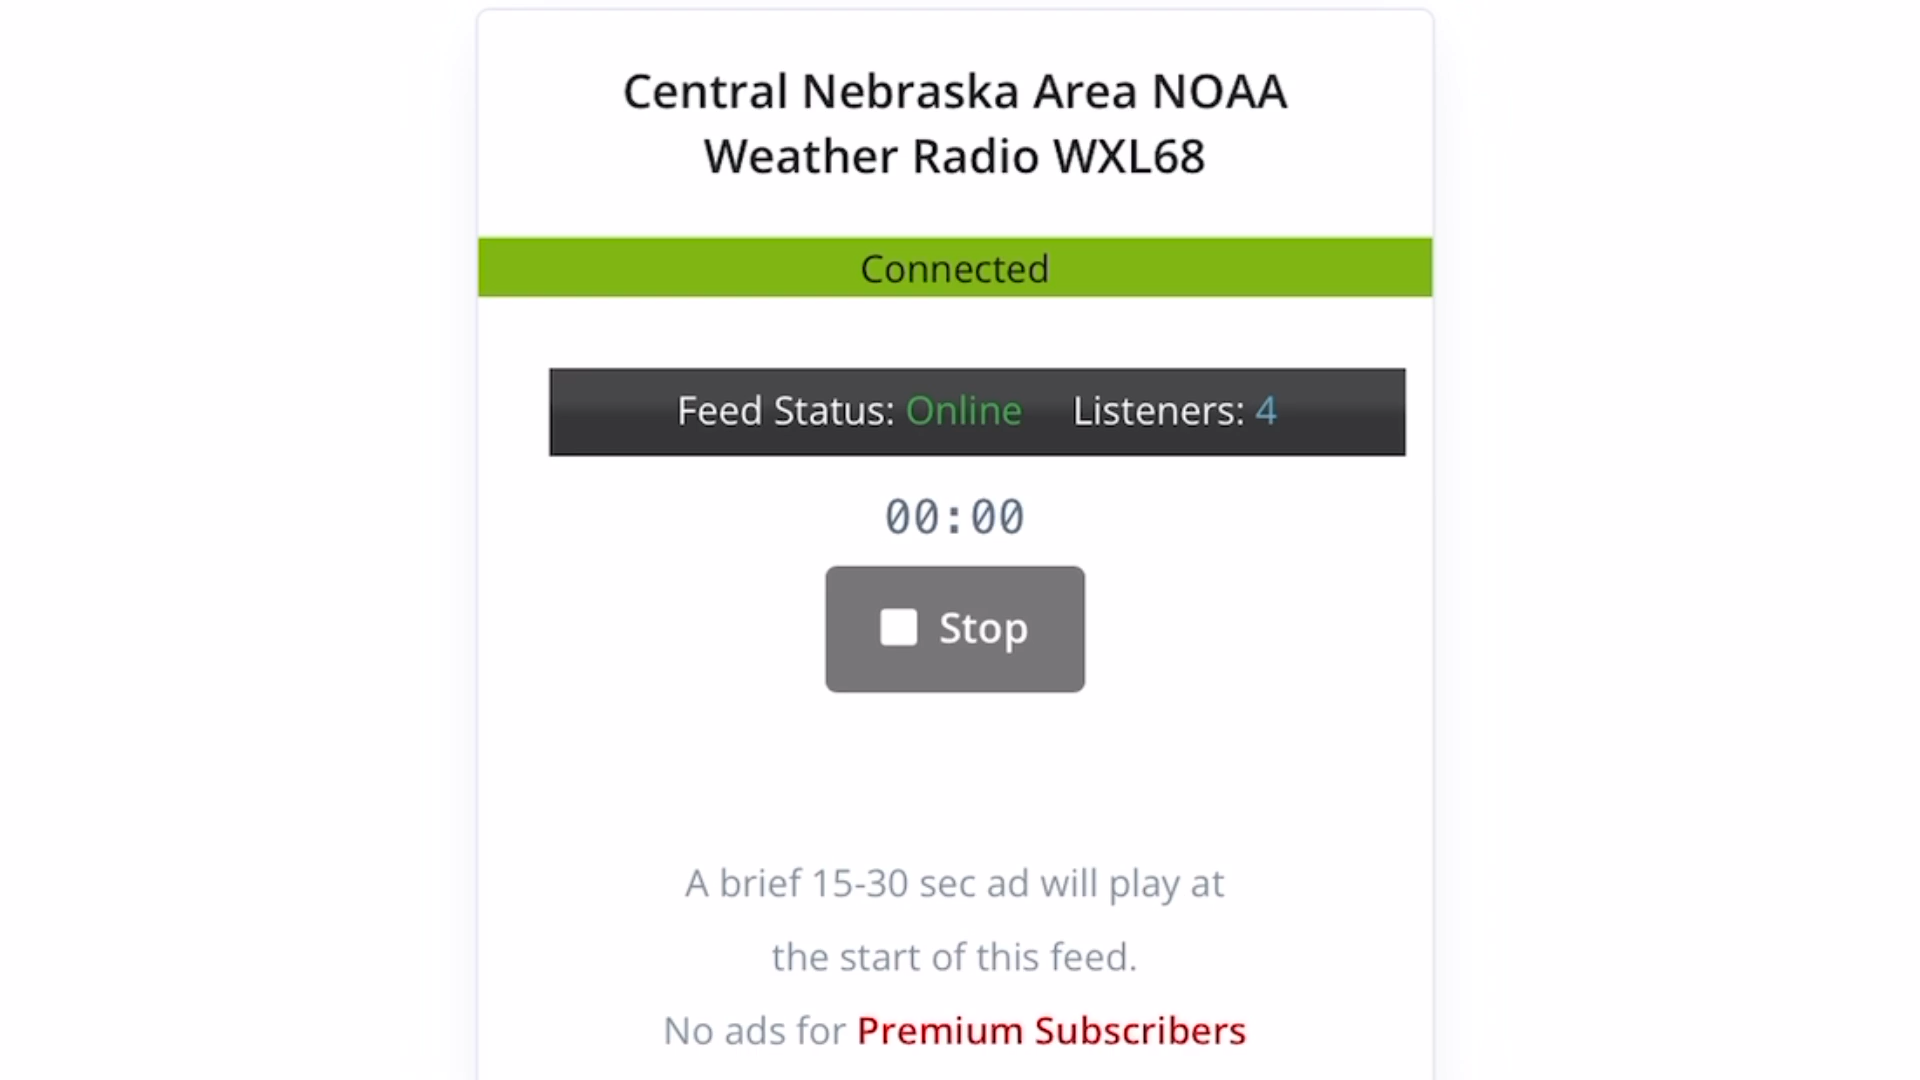 Central Nebraska Area NOAA
Weather Radio WXL68
Connected
Feed Status: Online Listeners: 4
00:00
Stop
A brief 15-30 sec ad will play at
the start of this feed.
No ads for Premium Subscribers